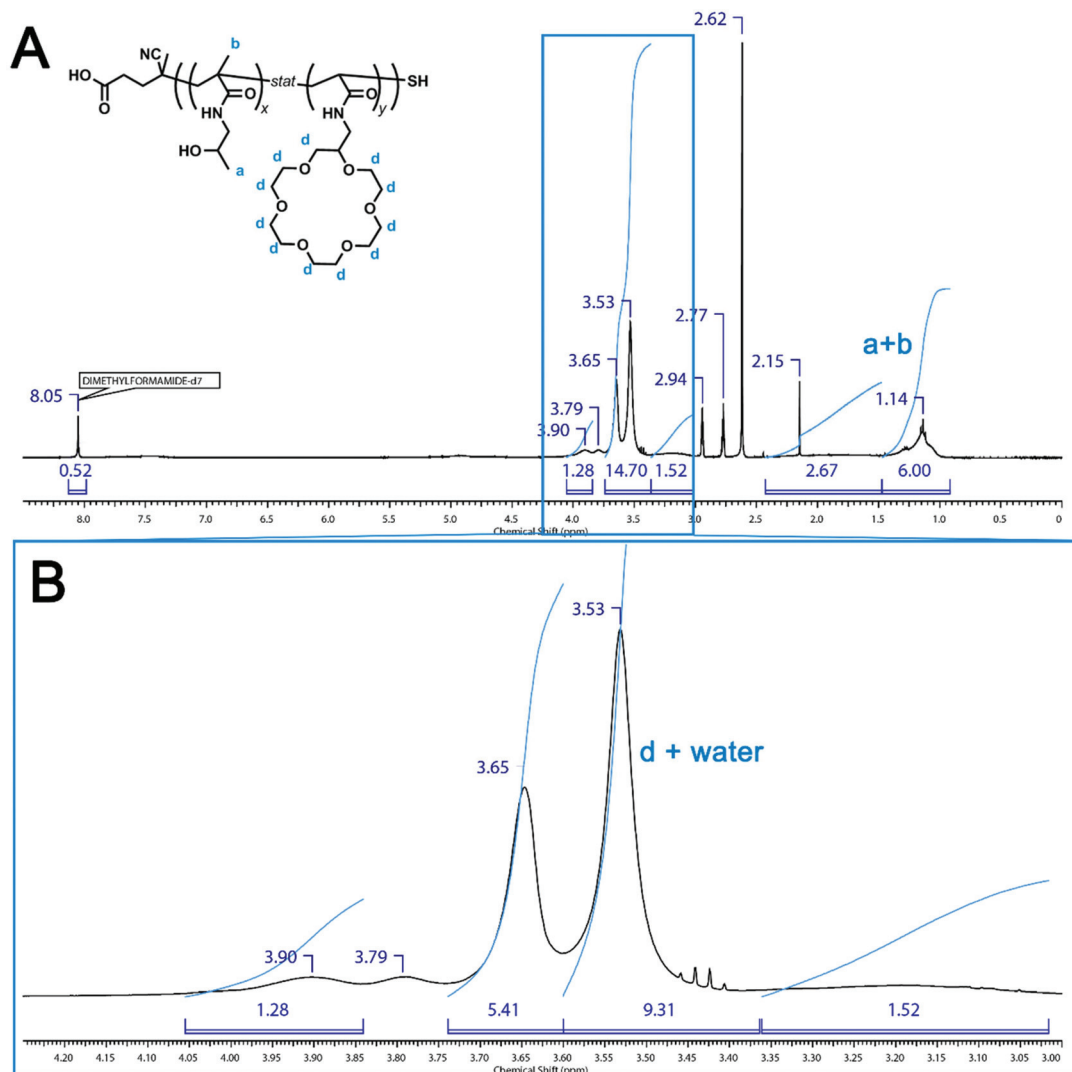 A
b
NC
HO
O
stat
SH
O
x
O
y
HN
HN
HO
a
d
d
d
O
O
d
d
d
d
O
O
d
d
O
O
d
d
d
2.62
3.53
3.65
3.79
3.90
2.94
2.77
2.15
a+b
1.14
8.05
DIMETHYLFORMAMIDE-d7
0.52
1.28
14.70
1.52
2.67
6.00
8.0 7.5 7.0 6.5 6.0 5.5 5.0 4.5 4.0 3.5 3.0 2.5 2.0 1.5 1.0 0.5 0
Chemical Shift (ppm)
B
3.53
d + water
3.65
3.90
3.79
1.28
5.41
9.31
1.52
4.20 4.15 4.10 4.05 4.00 3.95 3.90 3.85 3.80 3.75 3.70 3.65 3.60 3.55 3.50 3.45 3.40 3.35 3.30 3.25 3.20 3.15 3.10 3.05 3.00
Chemical Shift (ppm)